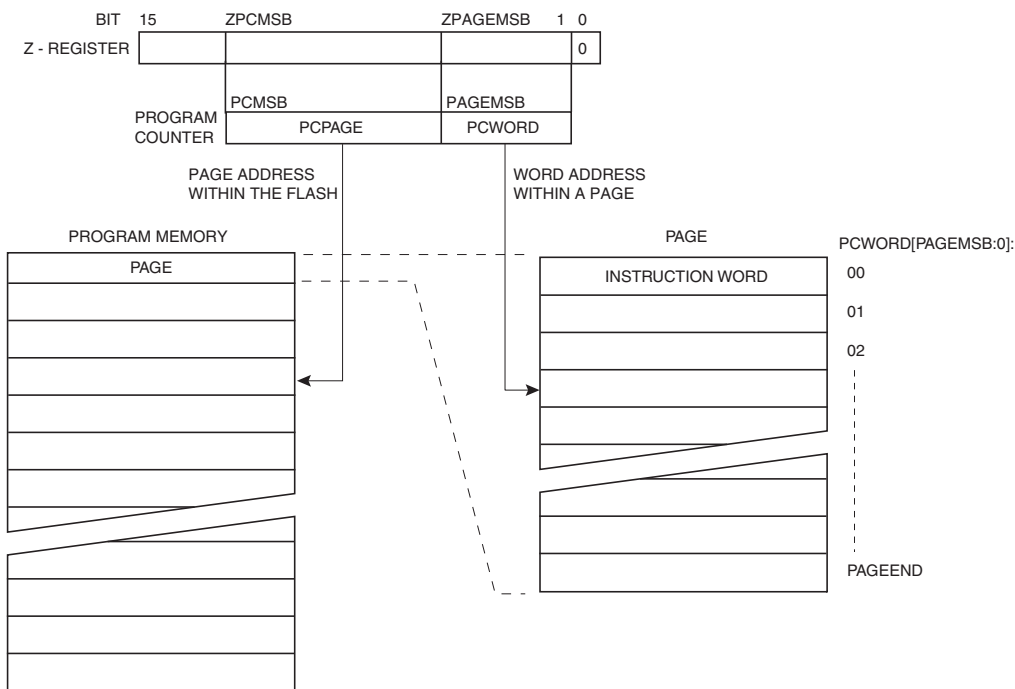 BIT 15 ZPCMSB ZPAGEMSB 1 0
Z - REGISTER 0
PCMSB PAGEMSB
PROGRAM
COUNTER
PCPAGE PCWORD
PAGE ADDRESS
WITHIN THE FLASH
WORD ADDRESS
WITHIN A PAGE
PROGRAM MEMORY
PAGE
PAGE
PCWORD[PAGEMSB:0]:
INSTRUCTION WORD
00
01
02
PAGEEND